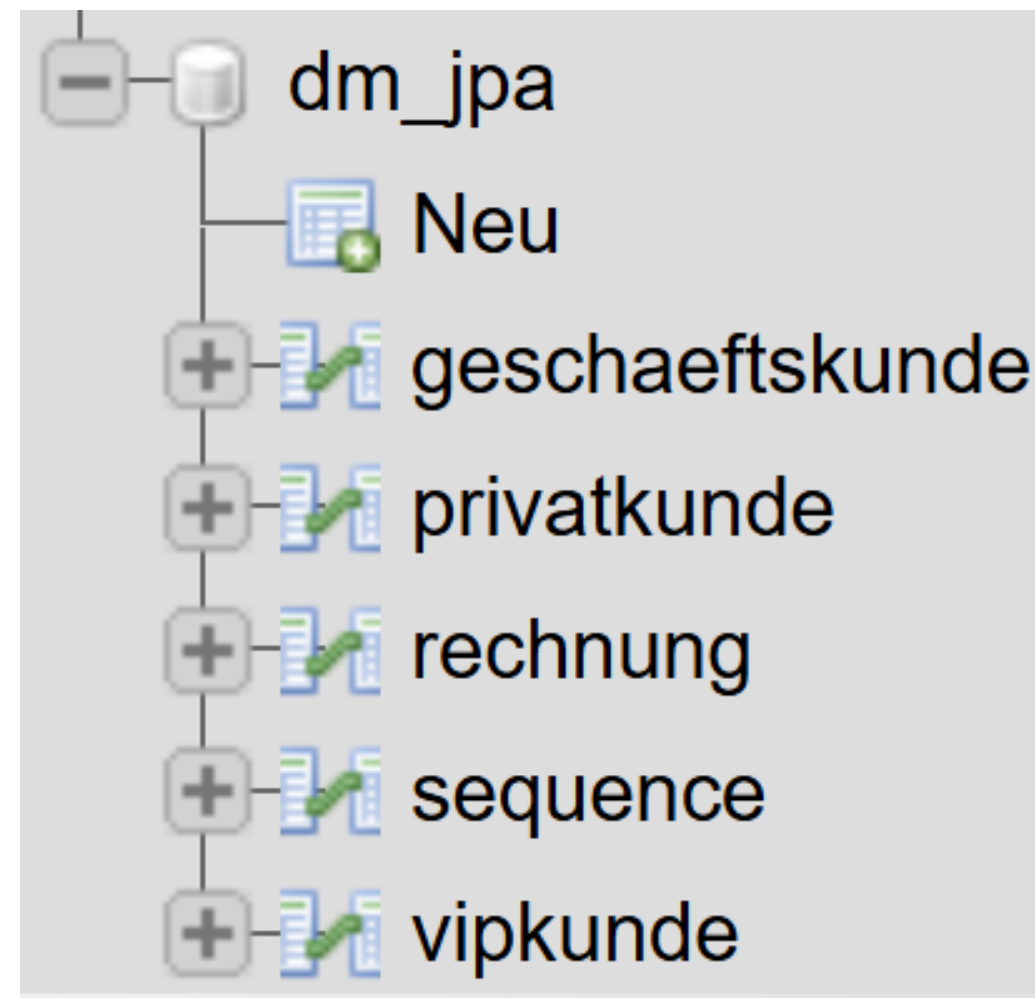 dm_jpa
Neu
geschaeftskunde
privatkunde
rechnung
sequence
vipkunde